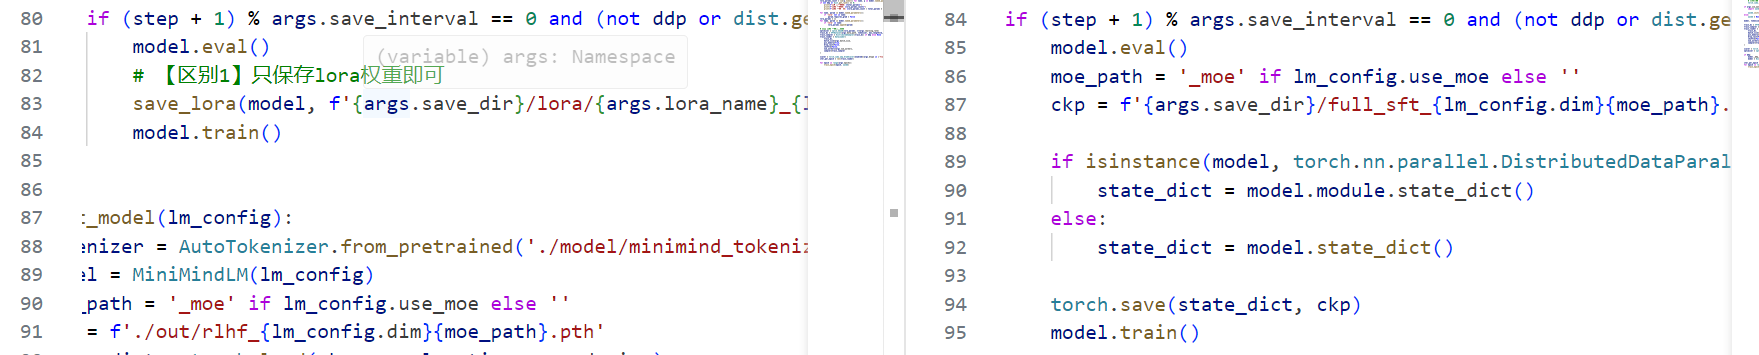 80 if (step + 1) % args.save_interval == 0 and (not ddp or dist.ge
81 model.eval()
(variable) args: Namespace
82 # 【区别1】只保存lora权重即可
83 save_lora(model, f'{args.save_dir}/lora/{args.lora_name}_{l
84 model.train()
85
86
87 t_model(lm_config):
88 enizer = AutoTokenizer.from_pretrained('./model/minimind_tokeniz
89 el = MiniMindLM(lm_config)
90 _path = '_moe' if lm_config.use_moe else ''
91 = f'./out/rlhf_{lm_config.dim}{moe_path}.pth'
84 if (step + 1) % args.save_interval == 0 and (not ddp or dist.ge
85 model.eval()
86 moe_path = '_moe' if lm_config.use_moe else ''
87 ckp = f'{args.save_dir}/full_sft_{lm_config.dim}{moe_path}.
88
89 if isinstance(model, torch.nn.parallel.DistributedDataParal
90 state_dict = model.module.state_dict()
91 else:
92 state_dict = model.state_dict()
93
94 torch.save(state_dict, ckp)
95 model.train()